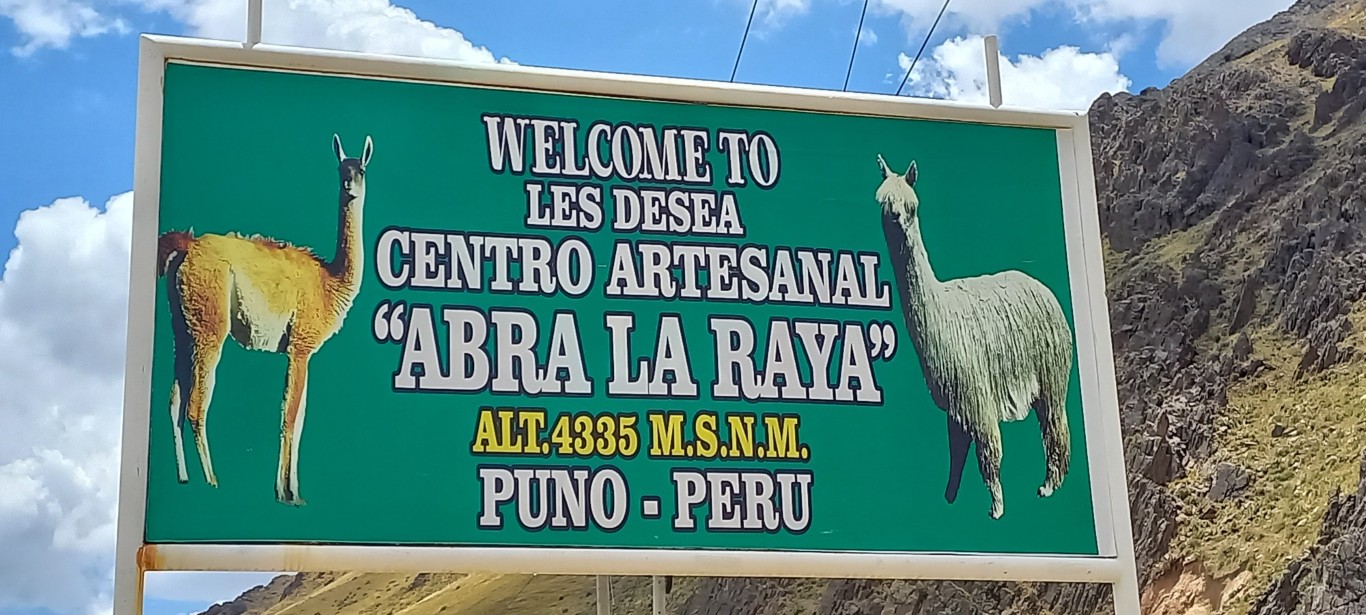 WELCOME TO
LES DESEA
CENTRO ARTESANAL
“ABRA LA RAYA”
ALT.4335 M.S.N.M.
PUNO - PERU